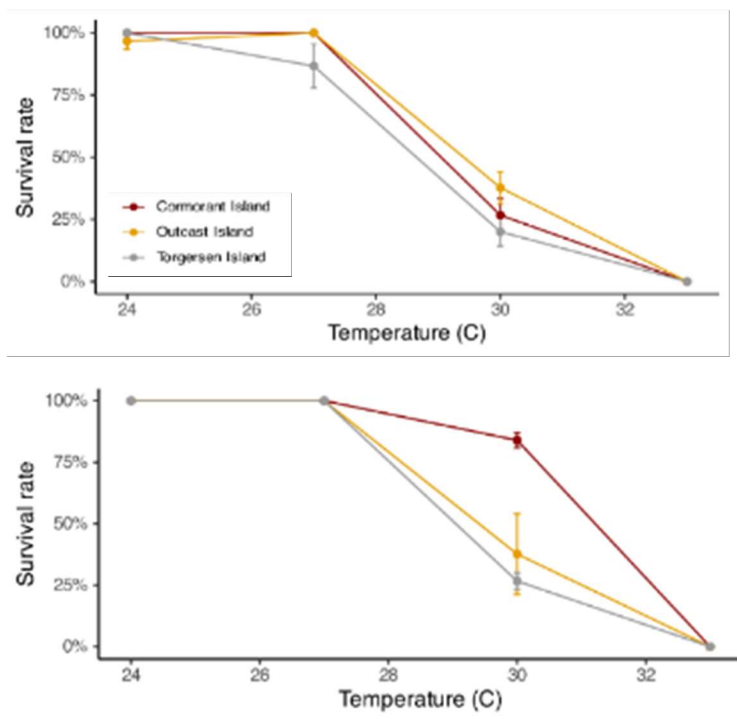 100%
75%
50%
25%
0%
Survival rate
Cormorant Island
Outcast Island
Torgersen Island
24 26 28 30 32
Temperature (C)
100%
75%
50%
25%
0%
Survival rate
24 26 28 30 32
Temperature (C)